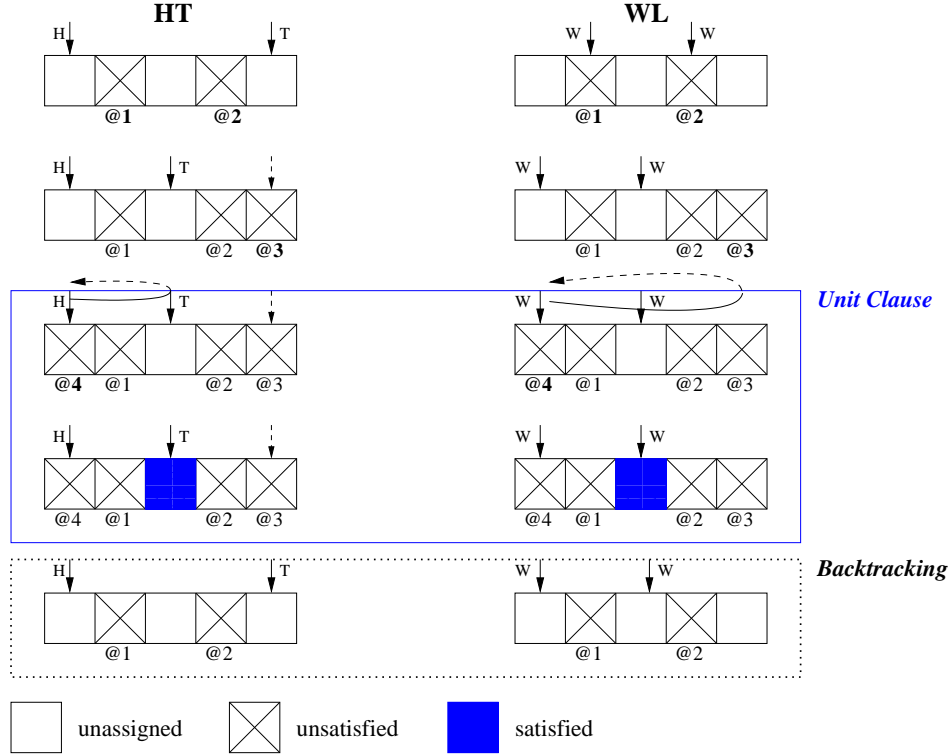 HT WL
H T W W
@1 @2 @1 @2
H T W W
@1 @2 @3 @1 @2 @3
Unit Clause
H T W W
@4 @1 @2 @3 @4 @1 @2 @3
H T W W
@4 @1 @2 @3 @4 @1 @2 @3
Backtracking
H T W W
@1 @2 @1 @2
unassigned unsatisfied satisfied